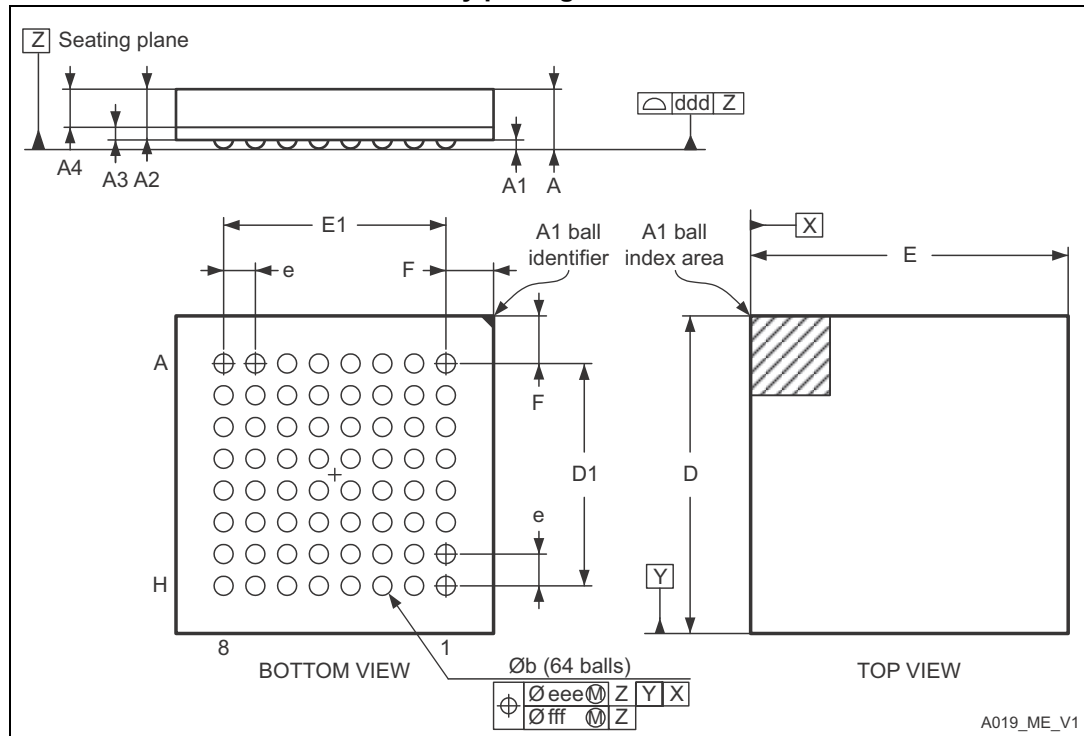 Z Seating plane
ddd Z
A4
A3 A2
A1
A
E1
A1 ball
identifier
A1 ball
index area
X
E
e
F
A
F
D1
D
e
H
Y
8
1
BOTTOM VIEW
Øb (64 balls)
TOP VIEW
Ø eee Ⓜ Z Y X
Ø fff Ⓜ Z
A019_ME_V1